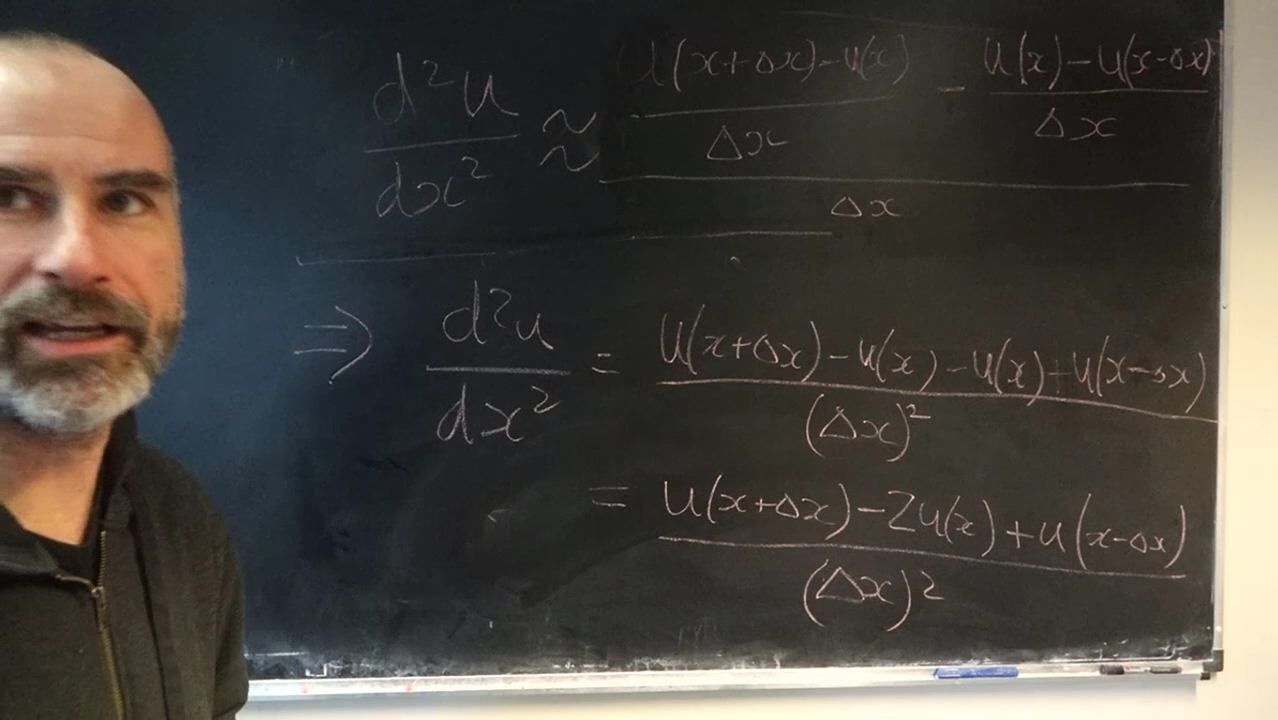 d²u/dx² ≈ ((u(x+Δx)-u(x))/Δx - (u(x)-u(x-Δx))/Δx)/Δx
⇒ d²u/dx² = (u(x+Δx)-u(x)-u(x)+u(x-Δx))/(Δx)²
= (u(x+Δx)-2u(x)+u(x-Δx))/(Δx)²